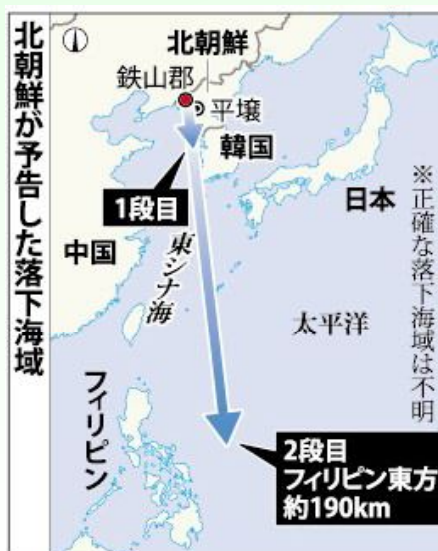 北朝鮮が予告した落下海域
北朝鮮
鉄山郡
平壌
韓国
1段目
日本
中国
東シナ海
太平洋
※正確な落下海域は不明
フィリピン
2段目
フィリピン東方
約190km